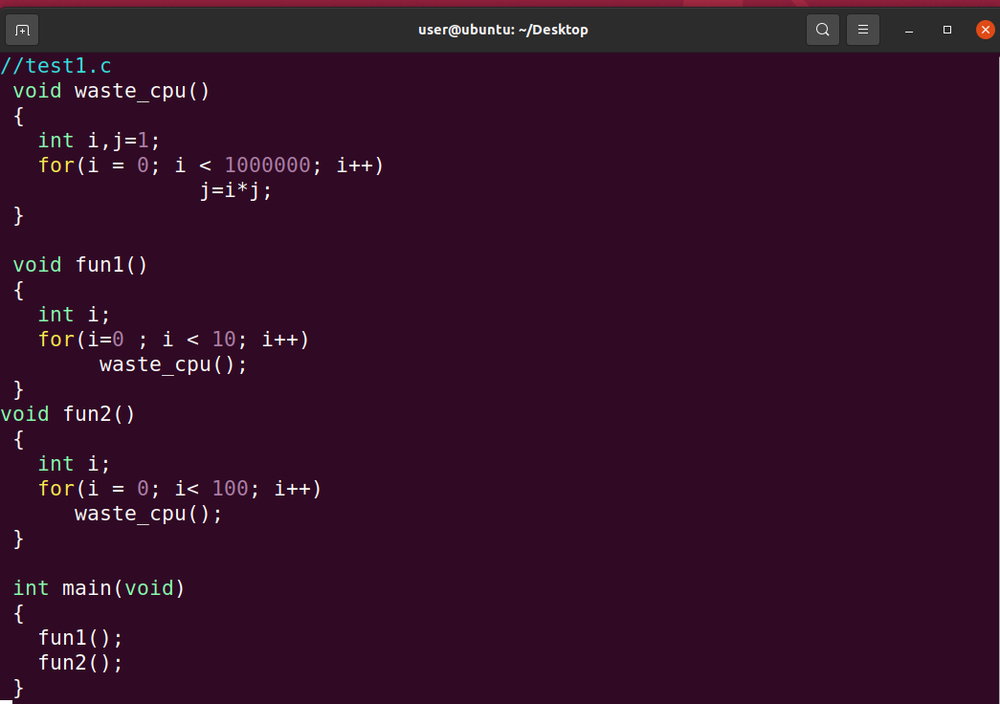 user@ubuntu: ~/Desktop
//test1.c
 void waste_cpu()
 {
   int i,j=1;
   for(i = 0; i < 1000000; i++)
                j=i*j;
 }

 void fun1()
 {
   int i;
   for(i=0 ; i < 10; i++)
        waste_cpu();
 }
void fun2()
 {
   int i;
   for(i = 0; i< 100; i++)
      waste_cpu();
 }

 int main(void)
 {
   fun1();
   fun2();
 }